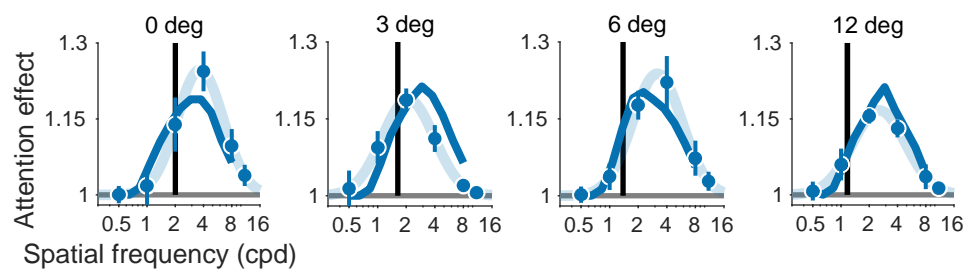 0 deg 3 deg 6 deg 12 deg
Attention effect
1.3 1.3 1.3 1.3
1.15 1.15 1.15 1.15
1 1 1 1
0.5 1 2 4 8 16 0.5 1 2 4 8 16 0.5 1 2 4 8 16 0.5 1 2 4 8 16
Spatial frequency (cpd)